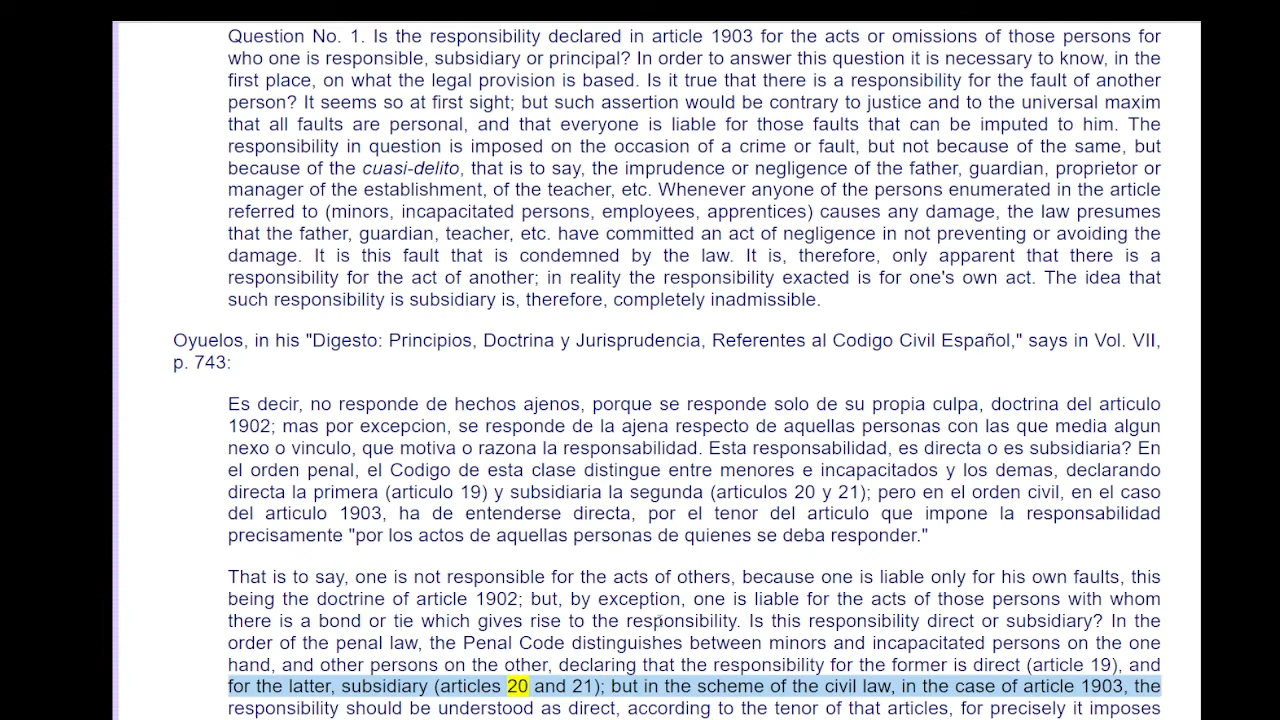 Question No. 1. Is the responsibility declared in article 1903 for the acts or omissions of those persons for
who one is responsible, subsidiary or principal? In order to answer this question it is necessary to know, in the
first place, on what the legal provision is based. Is it true that there is a responsibility for the fault of another
person? It seems so at first sight; but such assertion would be contrary to justice and to the universal maxim
that all faults are personal, and that everyone is liable for those faults that can be imputed to him. The
responsibility in question is imposed on the occasion of a crime or fault, but not because of the same, but
because of the cuasi-delito, that is to say, the imprudence or negligence of the father, guardian, proprietor or
manager of the establishment, of the teacher, etc. Whenever anyone of the persons enumerated in the article
referred to (minors, incapacitated persons, employees, apprentices) causes any damage, the law presumes
that the father, guardian, teacher, etc. have committed an act of negligence in not preventing or avoiding the
damage. It is this fault that is condemned by the law. It is, therefore, only apparent that there is a
responsibility for the act of another; in reality the responsibility exacted is for one's own act. The idea that
such responsibility is subsidiary is, therefore, completely inadmissible.
Oyuelos, in his "Digesto: Principios, Doctrina y Jurisprudencia, Referentes al Codigo Civil Español," says in Vol. VII,
p. 743:
Es decir, no responde de hechos ajenos, porque se responde solo de su propia culpa, doctrina del articulo
1902; mas por excepcion, se responde de la ajena respecto de aquellas personas con las que media algun
nexo o vinculo, que motiva o razona la responsabilidad. Esta responsabilidad, es directa o es subsidiaria? En
el orden penal, el Codigo de esta clase distingue entre menores e incapacitados y los demas, declarando
directa la primera (articulo 19) y subsidiaria la segunda (articulos 20 y 21); pero en el orden civil, en el caso
del articulo 1903, ha de entenderse directa, por el tenor del articulo que impone la responsabilidad
precisamente "por los actos de aquellas personas de quienes se deba responder."
That is to say, one is not responsible for the acts of others, because one is liable only for his own faults, this
being the doctrine of article 1902; but, by exception, one is liable for the acts of those persons with whom
there is a bond or tie which gives rise to the responsibility. Is this responsibility direct or subsidiary? In the
order of the penal law, the Penal Code distinguishes between minors and incapacitated persons on the one
hand, and other persons on the other, declaring that the responsibility for the former is direct (article 19), and
for the latter, subsidiary (articles 20 and 21); but in the scheme of the civil law, in the case of article 1903, the
responsibility should be understood as direct, according to the tenor of that articles, for precisely it imposes